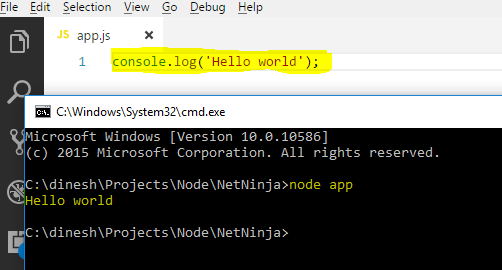 File Edit Selection View Go Debug Help
JS app.js
1 console.log('Hello world');
C:\Windows\System32\cmd.exe
Microsoft Windows [Version 10.0.10586]
(c) 2015 Microsoft Corporation. All rights reserved.
C:\dinesh\Projects\Node\NetNinja>node app
Hello world
C:\dinesh\Projects\Node\NetNinja>